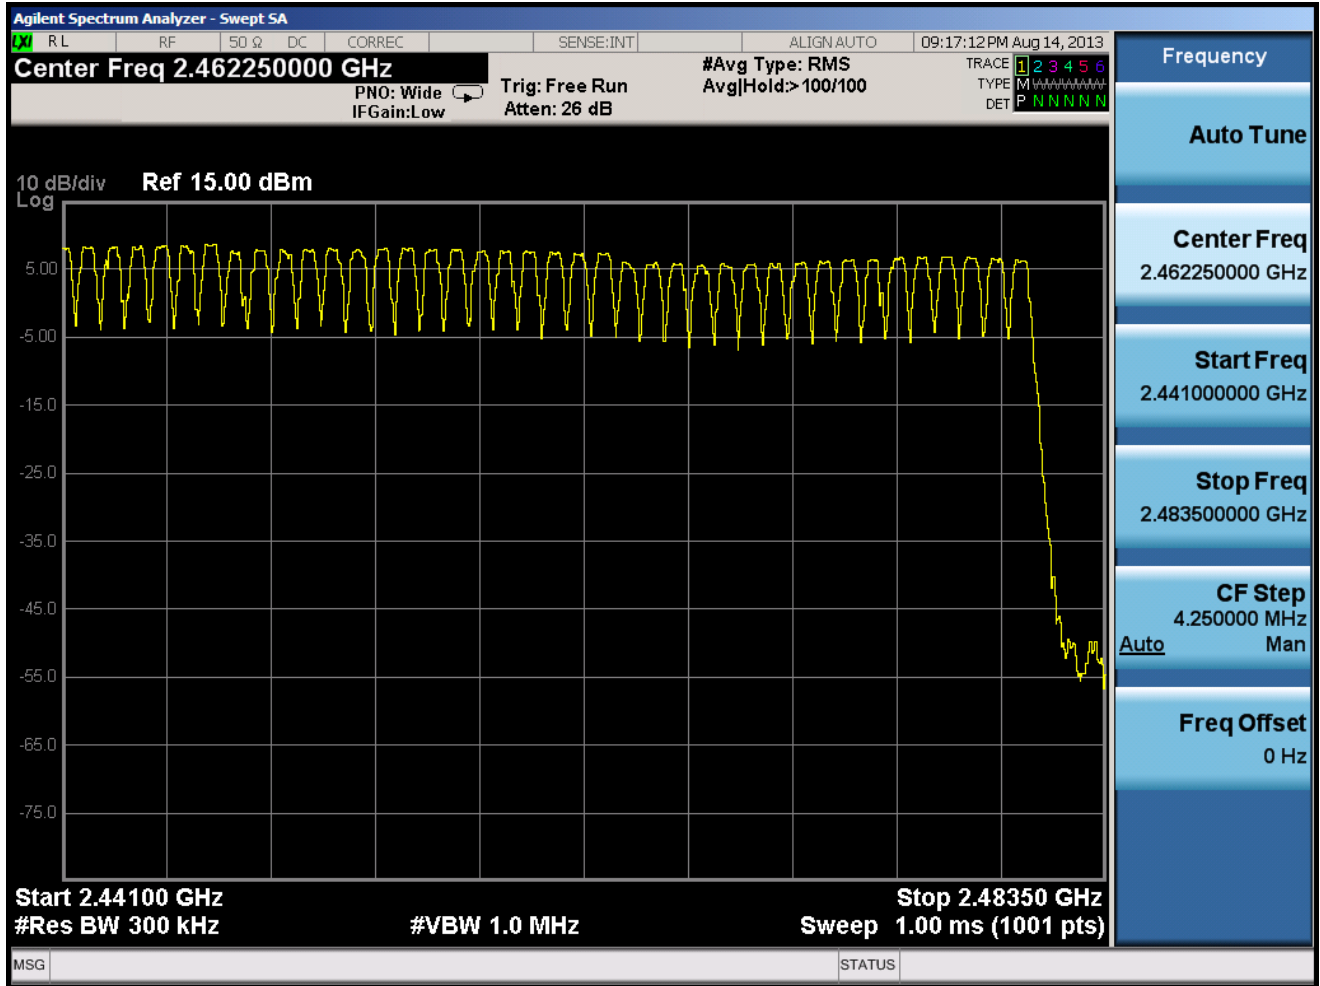 Agilent Spectrum Analyzer - Swept SA
LXI RL RF 50 Ω DC CORREC SENSE:INT ALIGNAUTO 09:17:12PM Aug 14, 2013
Center Freq 2.462250000 GHz
PNO: Wide
IFGain:Low
Trig: Free Run
Atten: 26 dB
#Avg Type: RMS
Avg|Hold:>100/100
TRACE 1 2 3 4 5 6
TYPE M WWWWW
DET P N N N N N
10 dB/div Ref 15.00 dBm
Log
5.00
-5.00
-15.0
-25.0
-35.0
-45.0
-55.0
-65.0
-75.0
Start 2.44100 GHz Stop 2.48350 GHz
#Res BW 300 kHz #VBW 1.0 MHz Sweep 1.00 ms (1001 pts)
MSG STATUS
Frequency
Auto Tune
Center Freq
2.462250000 GHz
Start Freq
2.441000000 GHz
Stop Freq
2.483500000 GHz
CF Step
4.250000 MHz
Auto Man
Freq Offset
0 Hz